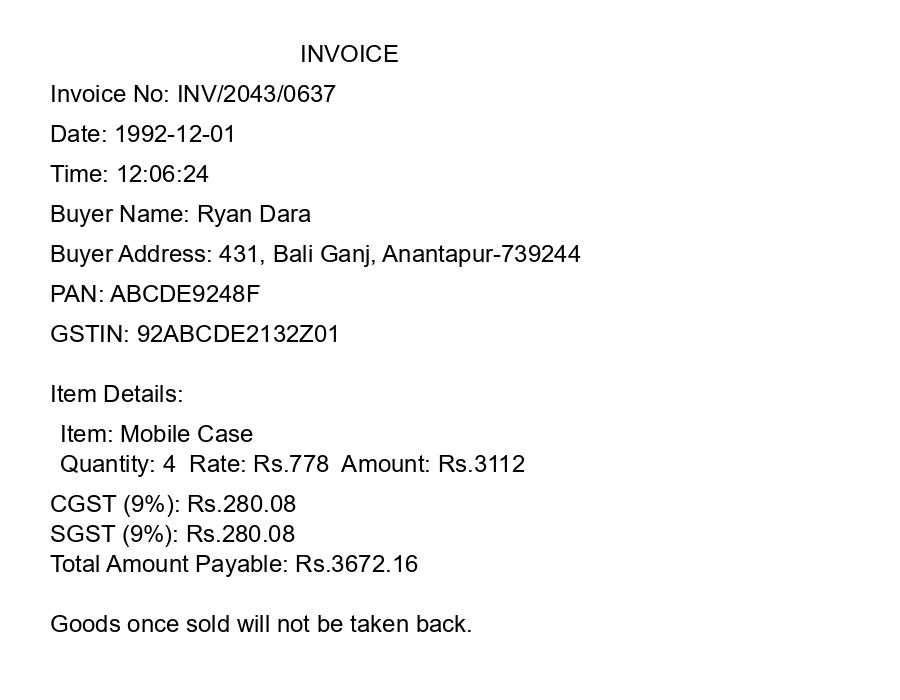 INVOICE
Invoice No: INV/2043/0637
Date: 1992-12-01
Time: 12:06:24
Buyer Name: Ryan Dara
Buyer Address: 431, Bali Ganj, Anantapur-739244
PAN: ABCDE9248F
GSTIN: 92ABCDE2132Z01
Item Details:
Item: Mobile Case
Quantity: 4  Rate: Rs.778  Amount: Rs.3112
CGST (9%): Rs.280.08
SGST (9%): Rs.280.08
Total Amount Payable: Rs.3672.16
Goods once sold will not be taken back.